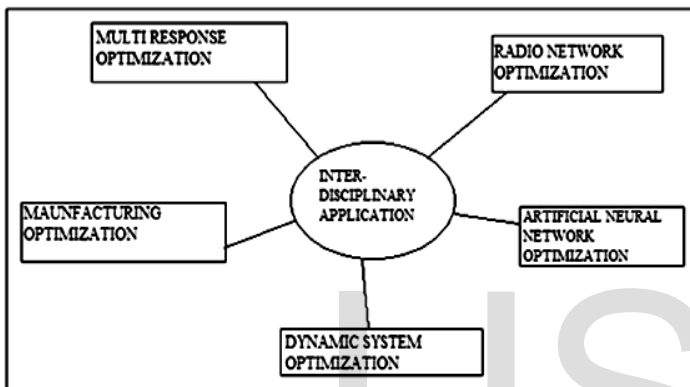 MULTI RESPONSE
OPTIMIZATION
RADIO NETWORK
OPTIMIZATION
INTER-
DISCIPLINARY
APPLICATION
MAUNFACTURING
OPTIMIZATION
ARTIFICIAL NEURAL
NETWORK
OPTIMIZATION
DYNAMIC SYSTEM
OPTIMIZATION